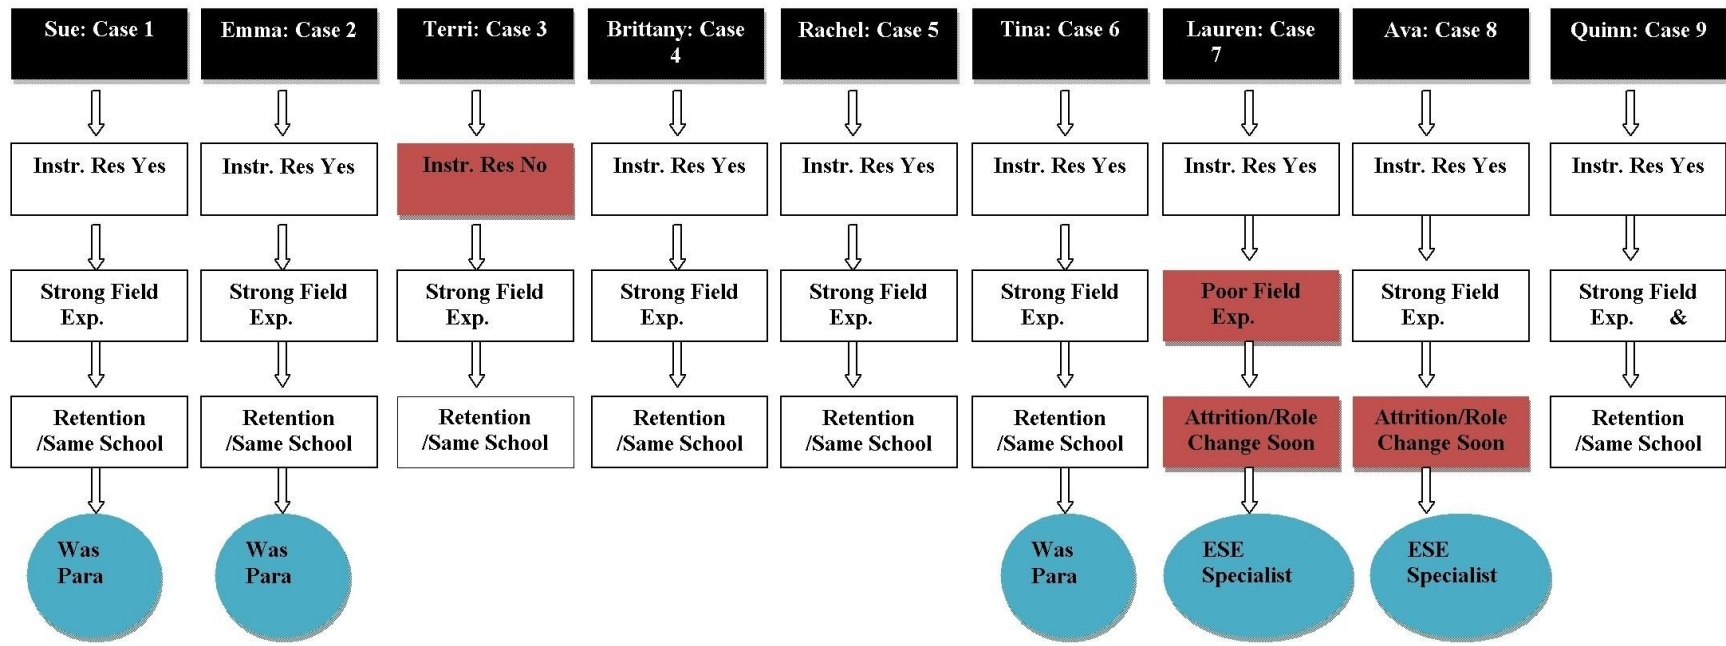 Sue: Case 1
Emma: Case 2
Terri: Case 3
Brittany: Case
4
Rachel: Case 5
Tina: Case 6
Lauren: Case
7
Ava: Case 8
Quinn: Case 9
Instr. Res Yes
Instr. Res Yes
Instr. Res No
Instr. Res Yes
Instr. Res Yes
Instr. Res Yes
Instr. Res Yes
Instr. Res Yes
Instr. Res Yes
Strong Field
Exp.
Strong Field
Exp.
Strong Field
Exp.
Strong Field
Exp.
Strong Field
Exp.
Strong Field
Exp.
Poor Field
Exp.
Strong Field
Exp.
Strong Field
Exp. &
Retention
/Same School
Retention
/Same School
Retention
/Same School
Retention
/Same School
Retention
/Same School
Retention
/Same School
Attrition/Role
Change Soon
Attrition/Role
Change Soon
Retention
/Same School
Was
Para
Was
Para
Was
Para
ESE
Specialist
ESE
Specialist